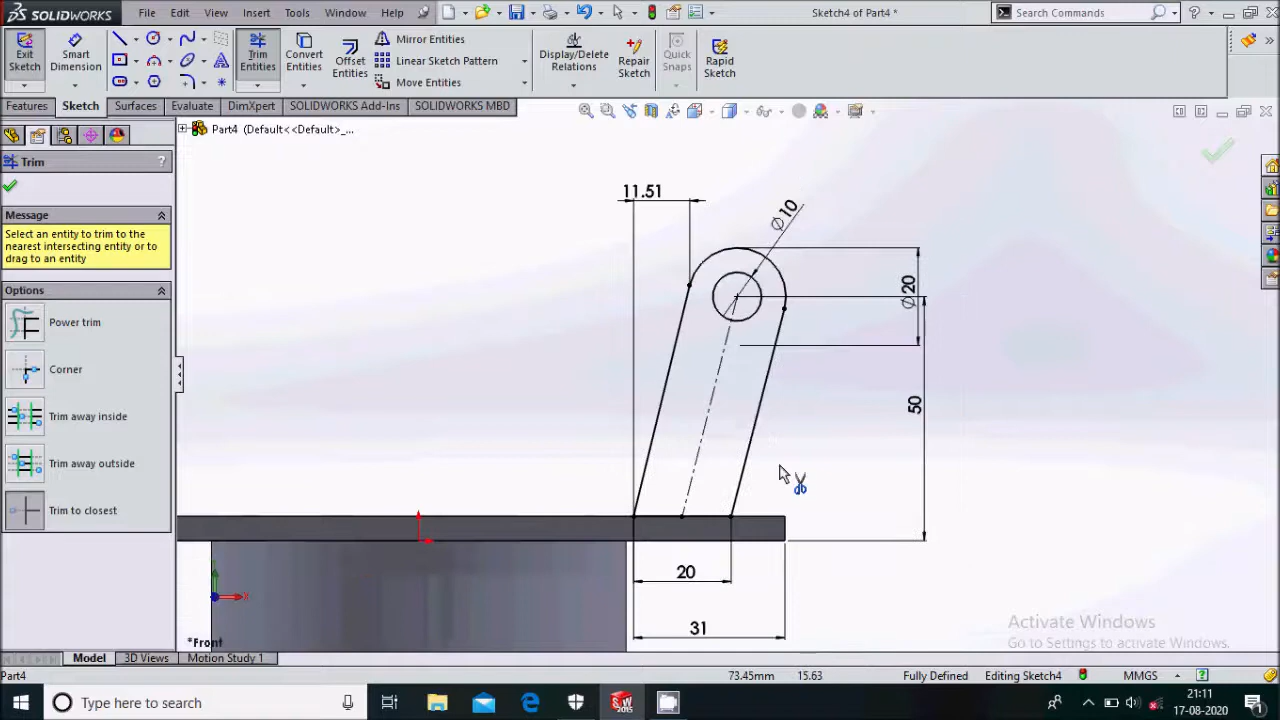 SOLIDWORKS
File Edit View Insert Tools Window Help
Sketch4 of Part4 *
Search Commands
Exit Sketch
Smart Dimension
Trim Entities
Convert Entities
Offset Entities
Mirror Entities
Linear Sketch Pattern
Move Entities
Display/Delete Relations
Repair Sketch
Quick Snaps
Rapid Sketch
Features Sketch Surfaces Evaluate DimXpert SOLIDWORKS Add-Ins SOLIDWORKS MBD
Part4 (Default<<Default>_...
Trim
?
Message
Select an entity to trim to the
nearest intersecting entity or to
drag to an entity
Options
Power trim
Corner
Trim away inside
Trim away outside
Trim to closest
11.51
∅10
∅20
50
20
31
X
*Front
Activate Windows
Go to Settings to activate Windows.
Model 3D Views Motion Study 1
Part4
73.45mm 15.63 Fully Defined Editing Sketch4 MMGS
Type here to search
SW 2015
21:11
17-08-2020
1